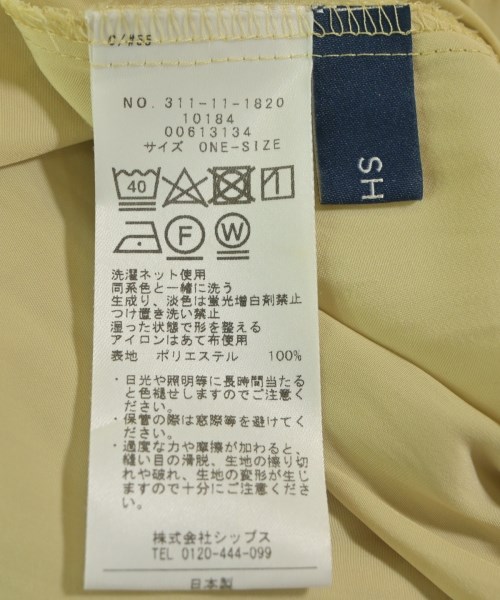 C/#55
NO. 311-11-1820
10184
00613134
サイズ ONE-SIZE
40
F
W
洗濯ネット使用
同系色と一緒に洗う
生成り、淡色は蛍光増白剤禁止
つけ置き洗い禁止
湿った状態で形を整える
アイロンはあて布使用
表地 ポリエステル 100%
・日光や照明等に長時間当たる
と色褪せしますのでご注意く
ださい。
・保管の際は窓際等を避けてく
ださい。
・過度な力や摩擦が加わると、
縫い目の滑脱、生地の擦り切
れや破れ、生地の変形が生じ
ますので十分にご注意くださ
い。
株式会社シップス
TEL 0120-444-099
日本製
HS